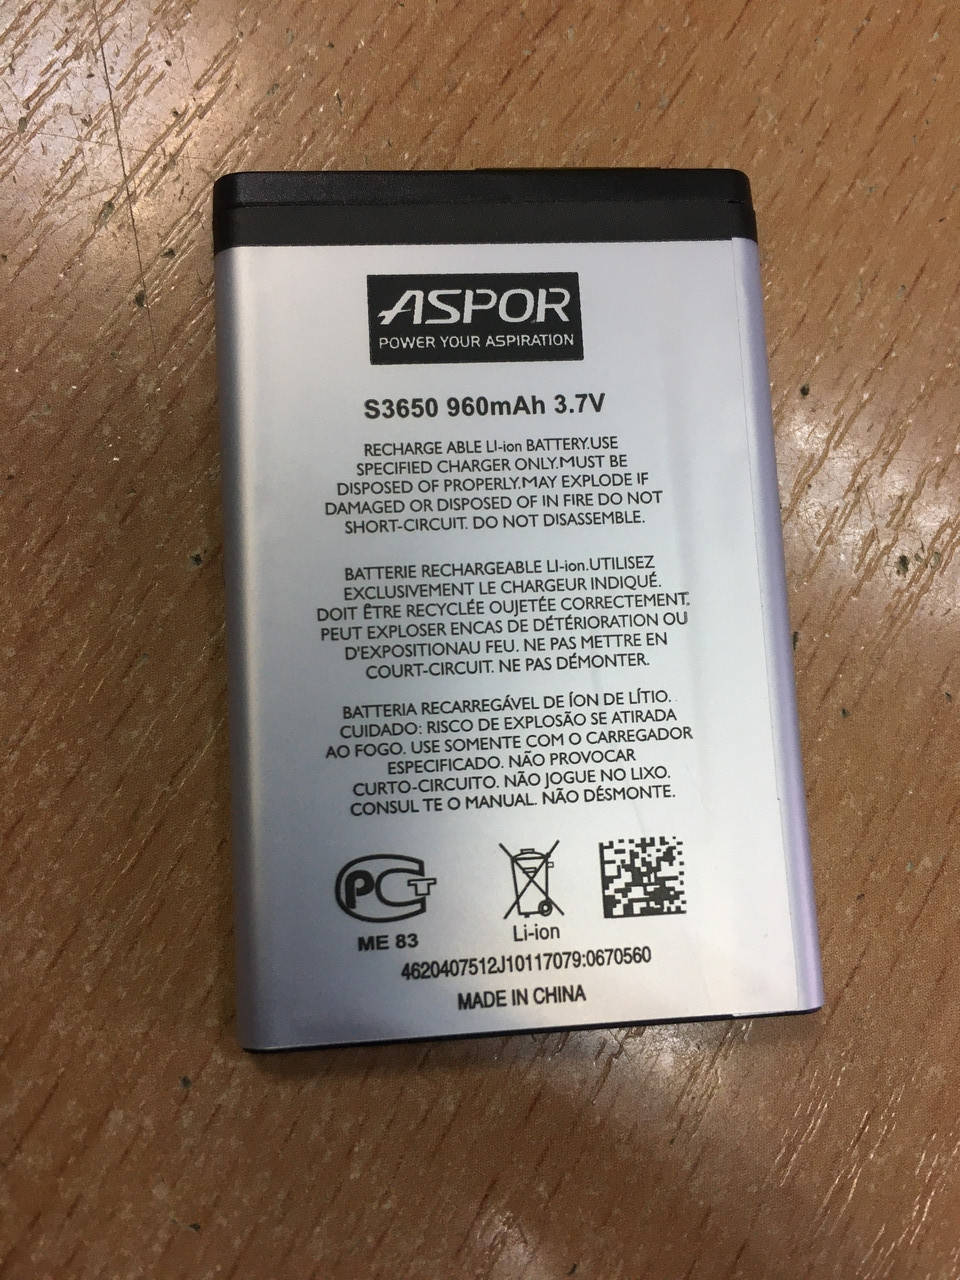 ASPOR
POWER YOUR ASPIRATION
S3650 960mAh 3.7V
RECHARGE ABLE LI-ion BATTERY.USE
SPECIFIED CHARGER ONLY.MUST BE
DISPOSED OF PROPERLY.MAY EXPLODE IF
DAMAGED OR DISPOSED OF IN FIRE DO NOT
SHORT-CIRCUIT. DO NOT DISASSEMBLE.
BATTERIE RECHARGEABLE LI-ion.UTILISEZ
EXCLUSIVEMENT LE CHARGEUR INDIQUÉ.
DOIT ÊTRE RECYCLÉE OUJETÉE CORRECTEMENT.
PEUT EXPLOSER ENCAS DE DÉTÉRIORATION OU
D'EXPOSITIONAU FEU. NE PAS METTRE EN
COURT-CIRCUIT. NE PAS DÉMONTER.
BATTERIA RECARREGÁVEL DE ÍON DE LÍTIO.
CUIDADO: RISCO DE EXPLOSÃO SE ATIRADA
AO FOGO. USE SOMENTE COM O CARREGADOR
ESPECIFICADO. NÃO PROVOCAR
CURTO-CIRCUITO. NÃO JOGUE NO LIXO.
CONSUL TE O MANUAL. NÃO DÉSMONTE.
РСТ
ME 83
Li-ion
4620407512J10117079:0670560
MADE IN CHINA